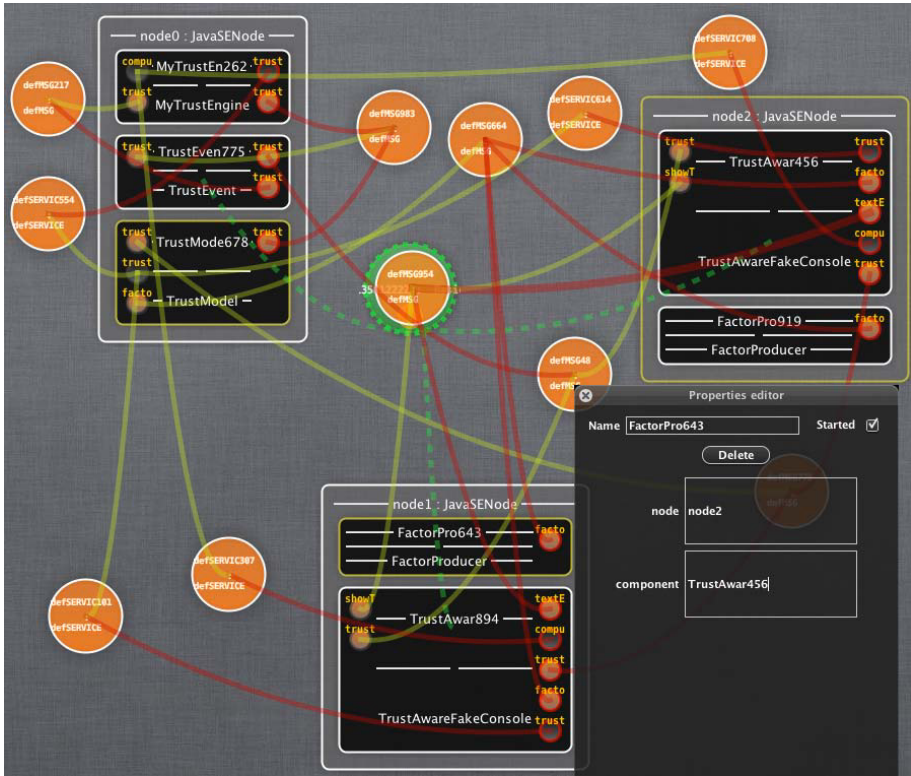 node0 : JavaSENode
compu
MyTrustEn262
trust
trust
MyTrustEngine
trust
TrustEven775
trust
trust
TrustEvent
trust
trust
TrustMode678
trust
trust
facto
TrustModel
defMSG217
defMSG
defSERVIC554
defSERVICE
defMSG983
defMSG
defMSG664
defMSG
defSERVIC614
defSERVICE
defSERVIC708
defSERVICE
node2 : JavaSENode
trust
TrustAwar456
trust
showT
facto
textE
compu
TrustAwareFakeConsole
trust
FactorPro919
facto
FactorProducer
defMSG954
defMSG
defMSG48
defMSG
Properties editor
Name
FactorPro643
Started
Delete
node
node2
component
TrustAwar456
node1 : JavaSENode
FactorPro643
facto
FactorProducer
showT
textE
TrustAwar894
trust
compu
trust
facto
TrustAwareFakeConsole
trust
defSERVIC307
defSERVICE
defSERVIC101
defSERVICE